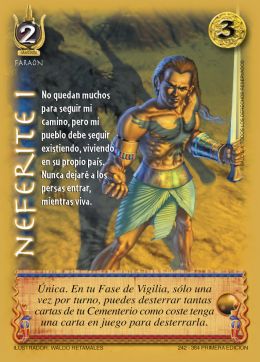 2
3
FARAÓN
NEFERITE I
No quedan muchos
para seguir mi
camino, pero mi
pueblo debe seguir
existiendo, viviendo
en su propio país.
Nunca dejaré a los
persas entrar,
mientras viva.
Única. En tu Fase de Vigilia, sólo una
vez por turno, puedes desterrar tantas
cartas de tu Cementerio como coste tenga
una carta en juego para desterrarla.
ILUSTRADOR: WALDO RETAMALES
242 - 364 PRIMERA EDICION